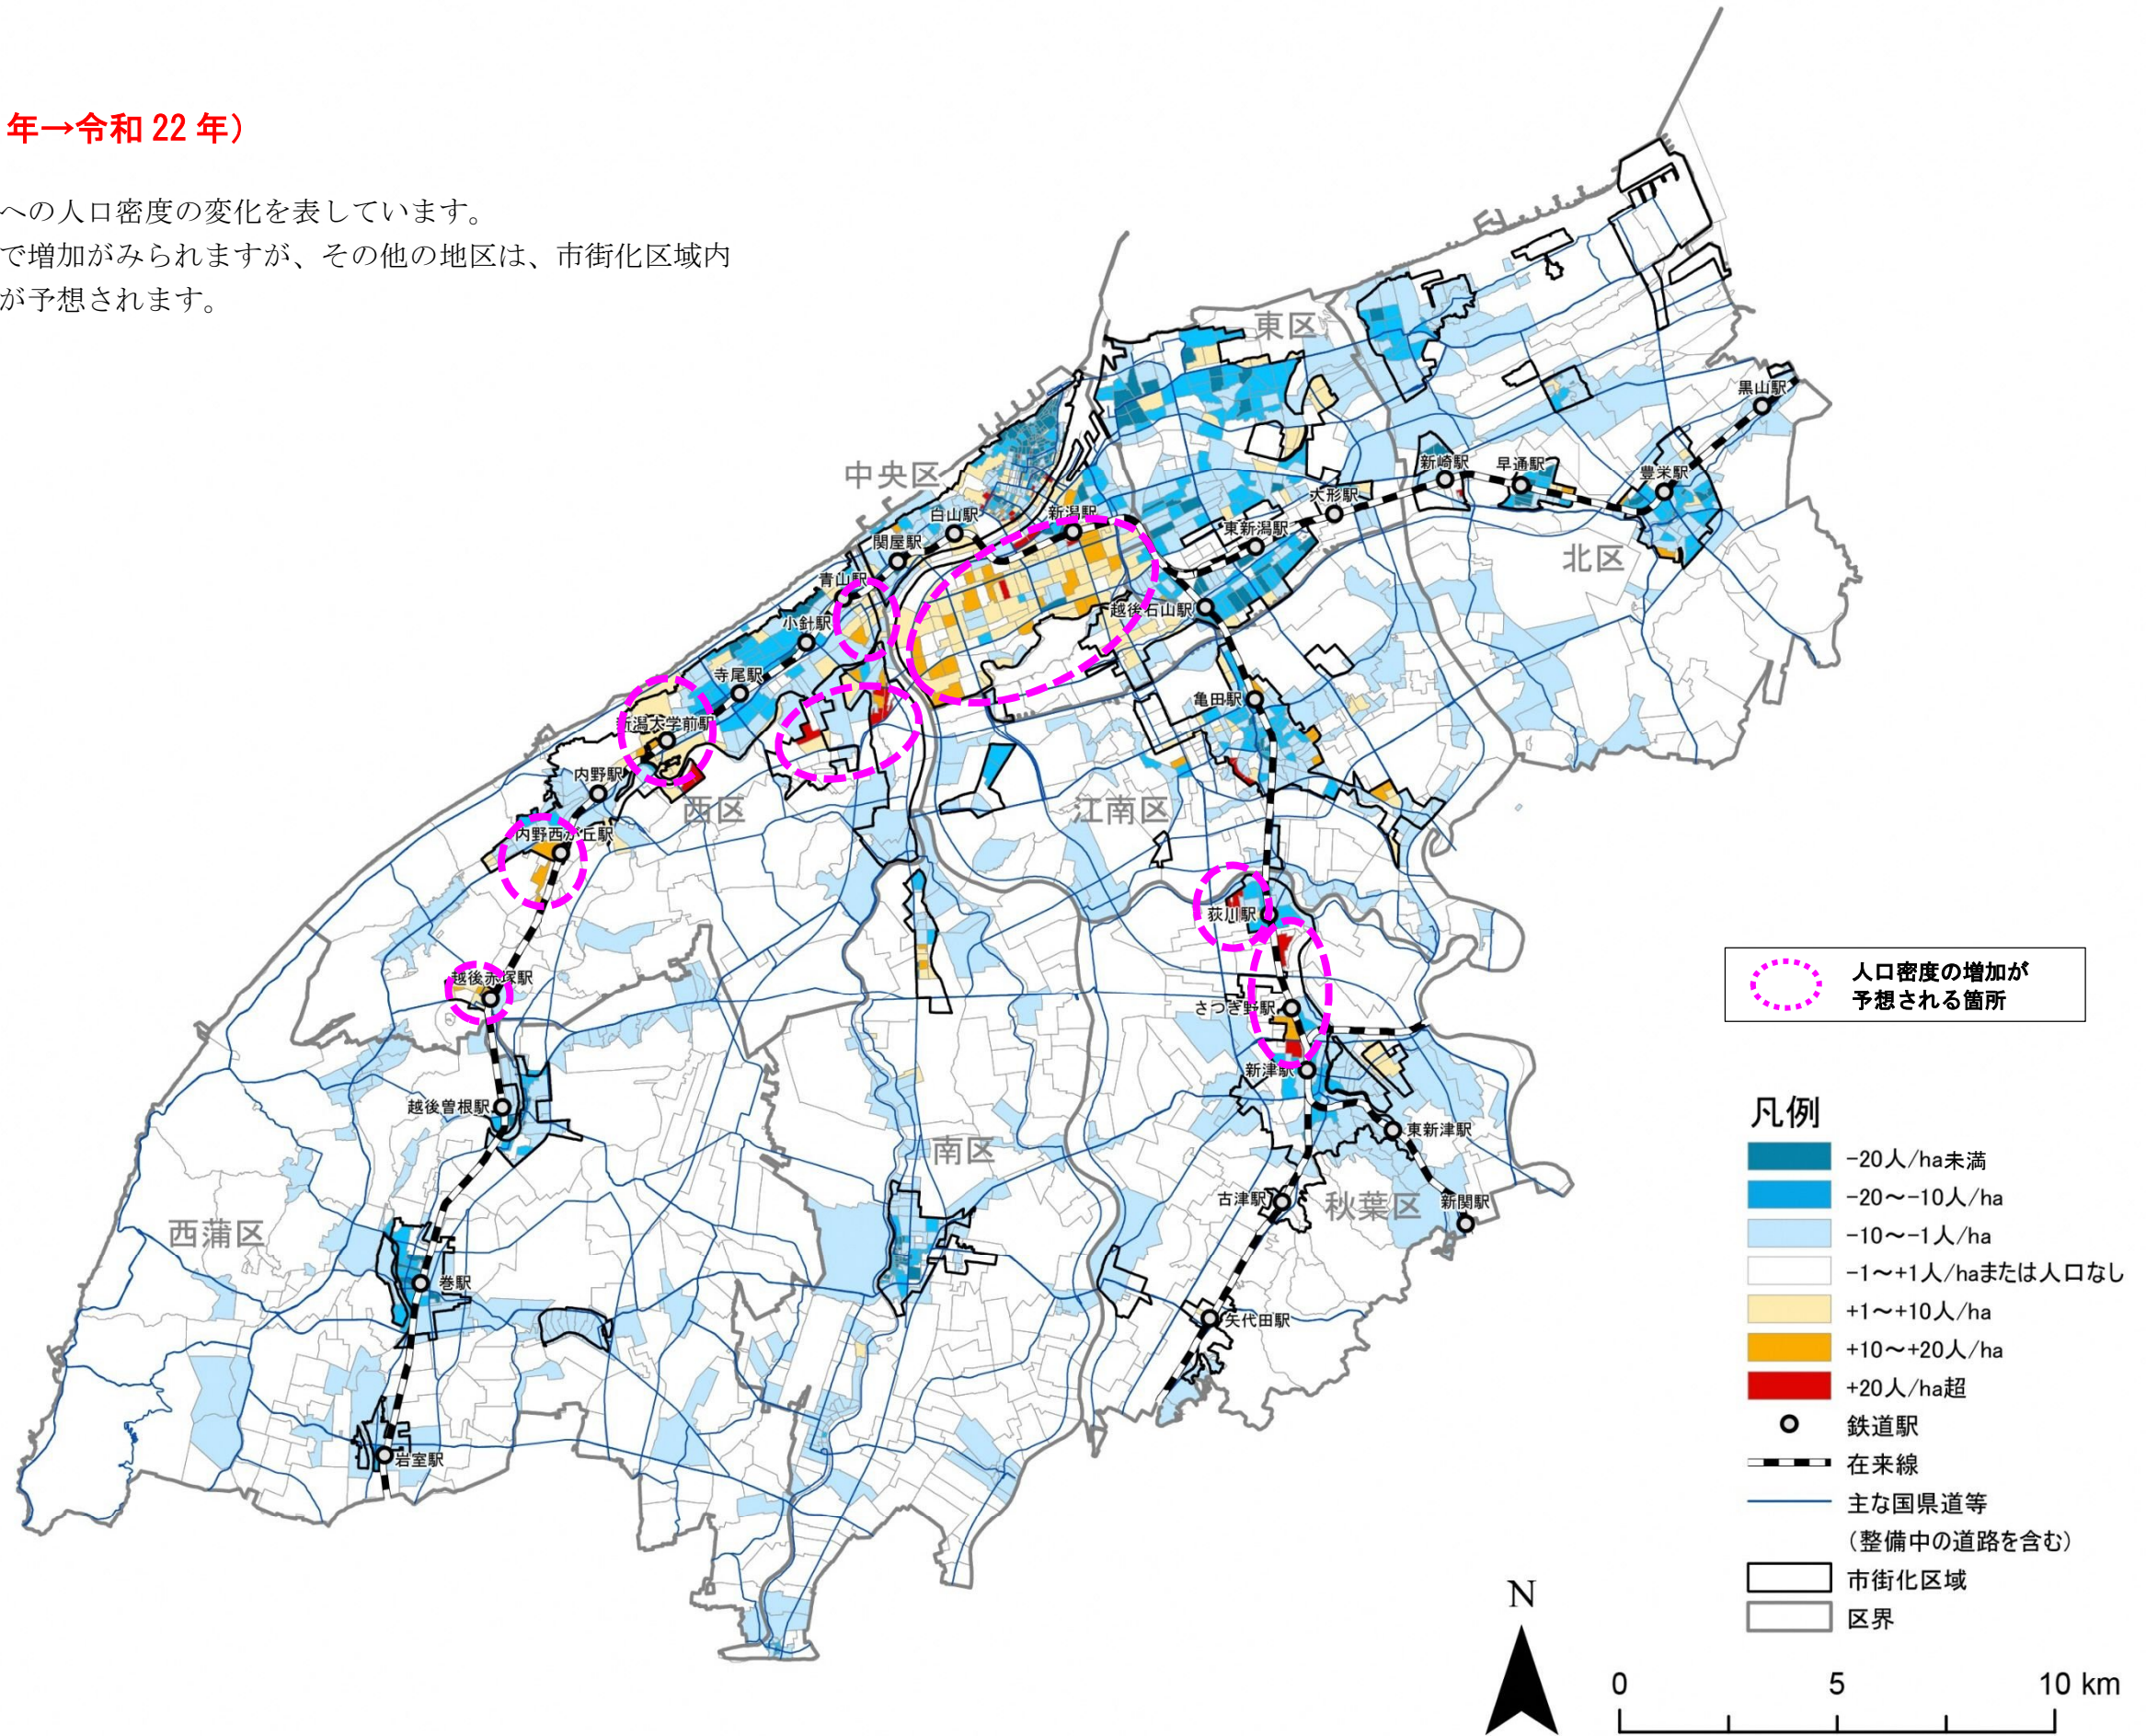 年→令和 22 年）
への人口密度の変化を表しています。
で増加がみられますが、その他の地区は、市街化区域内
が予想されます。
東区
黒山駅
中央区
新崎駅
早通駅
豊栄駅
大形駅
白山駅
新潟駅
東新潟駅
関屋駅
北区
青山駅
越後石山駅
小針駅
寺尾駅
亀田駅
新潟大学前駅
内野駅
西区
江南区
内野西が丘駅
荻川駅
越後赤塚駅
さつき野駅
新津駅
越後曽根駅
東新津駅
南区
古津駅
秋葉区
新関駅
西蒲区
巻駅
矢代田駅
岩室駅
人口密度の増加が
予想される箇所
凡例
-20人/ha未満
-20～-10人/ha
-10～-1人/ha
-1～+1人/haまたは人口なし
+1～+10人/ha
+10～+20人/ha
+20人/ha超
鉄道駅
在来線
主な国県道等
（整備中の道路を含む）
市街化区域
区界
N
0 5 10 km